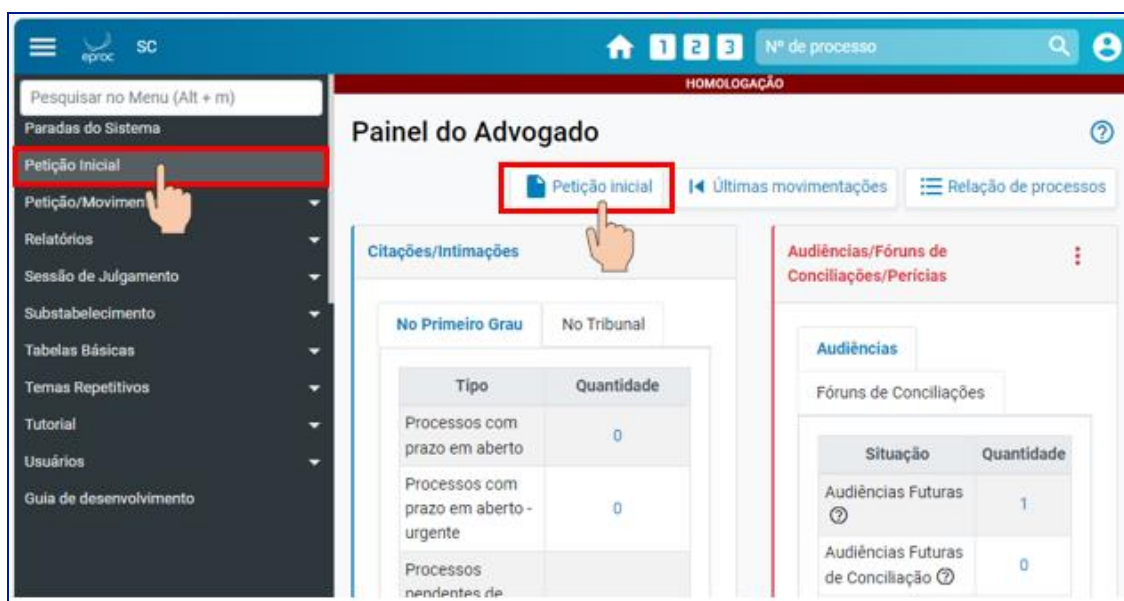 eproc SC
1 2 3
Nº de processo
HOMOLOGAÇÃO
Pesquisar no Menu (Alt + m)
Paradas do Sistema
Petição Inicial
Petição/Movimen
Relatórios
Sessão de Julgamento
Substabelecimento
Tabelas Básicas
Temas Repetitivos
Tutorial
Usuários
Guia de desenvolvimento
Painel do Advogado
Petição inicial
Últimas movimentações
Relação de processos
Citações/Intimações
No Primeiro Grau
No Tribunal
Tipo Quantidade
Processos com
prazo em aberto
0
Processos com
prazo em aberto -
urgente
0
Processos
pendentes de
Audiências/Fóruns de
Conciliações/Perícias
Audiências
Fóruns de Conciliações
Situação Quantidade
Audiências Futuras
1
Audiências Futuras
de Conciliação
0